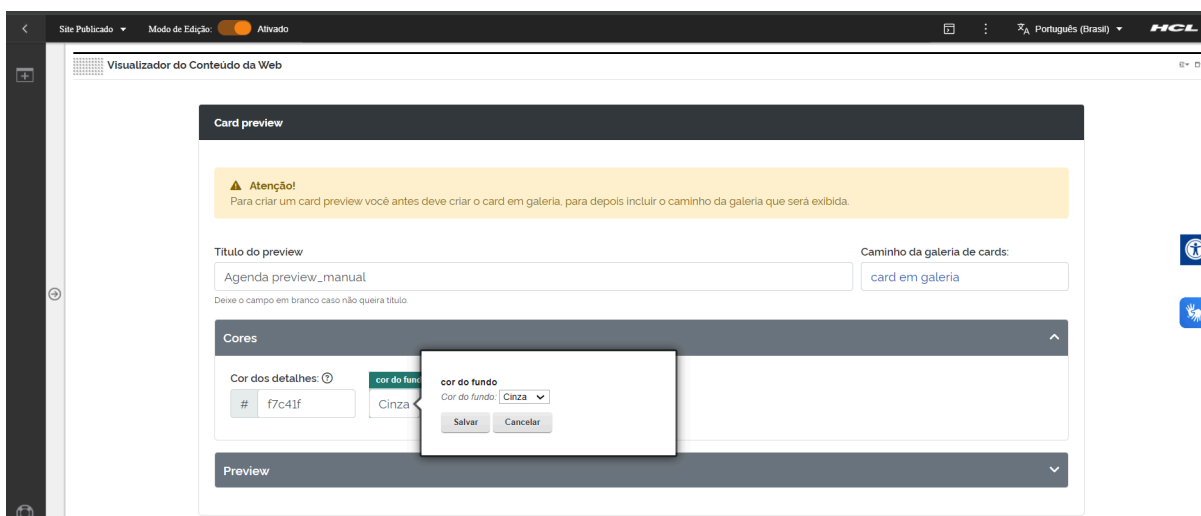 Site Publicado
Modo de Edição:
Ativado
Português (Brasil)
HCL
Visualizador do Conteúdo da Web
Card preview
Atenção!
Para criar um card preview você antes deve criar o card em galeria, para depois incluir o caminho da galeria que será exibida.
Título do preview
Caminho da galeria de cards:
Agenda preview_manual
card em galeria
Deixe o campo em branco caso não queira título.
Cores
Cor dos detalhes:
cor do fund
# f7c41f
Cinza
cor do fundo
Cor do fundo: Cinza
Salvar
Cancelar
Preview